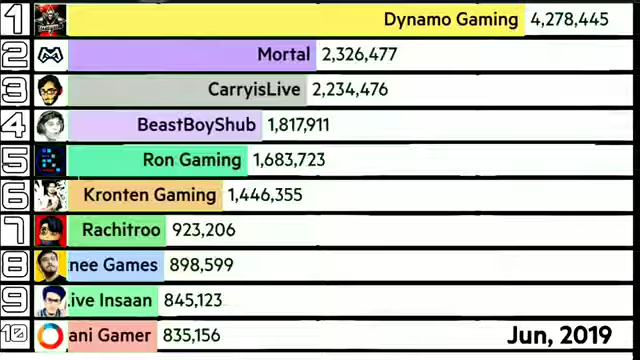 1 Dynamo Gaming 4,278,445
2 Mortal 2,326,477
3 CarryisLive 2,234,476
4 BeastBoyShub 1,817,911
5 Ron Gaming 1,683,723
6 Kronten Gaming 1,446,355
7 Rachitroo 923,206
8 nee Games 898,599
9 ive Insaan 845,123
10 ani Gamer 835,156
Jun, 2019